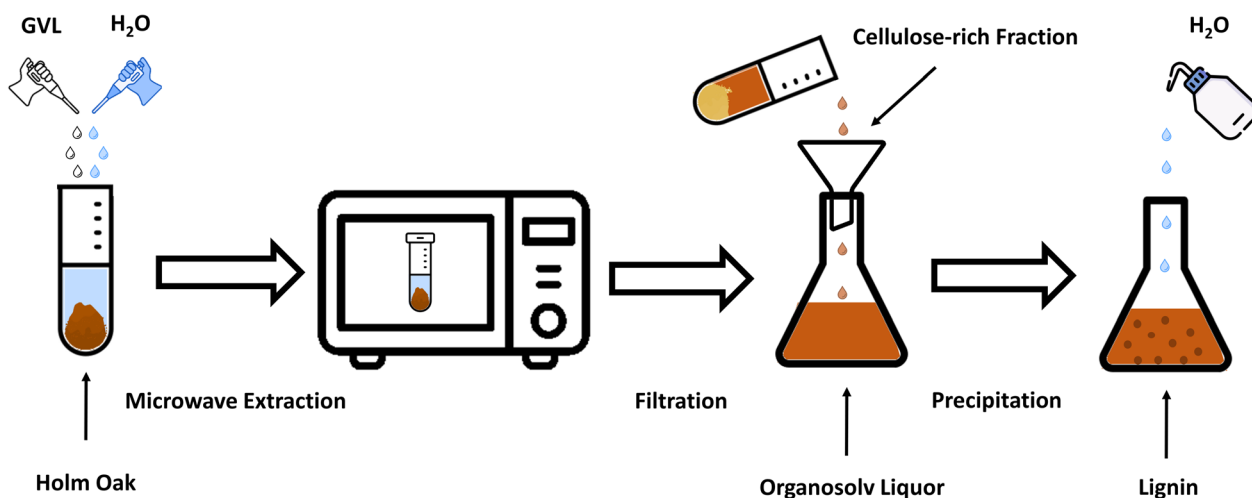 GVL
H₂O
Cellulose-rich Fraction
H₂O
Microwave Extraction
Filtration
Precipitation
Holm Oak
Organosolv Liquor
Lignin